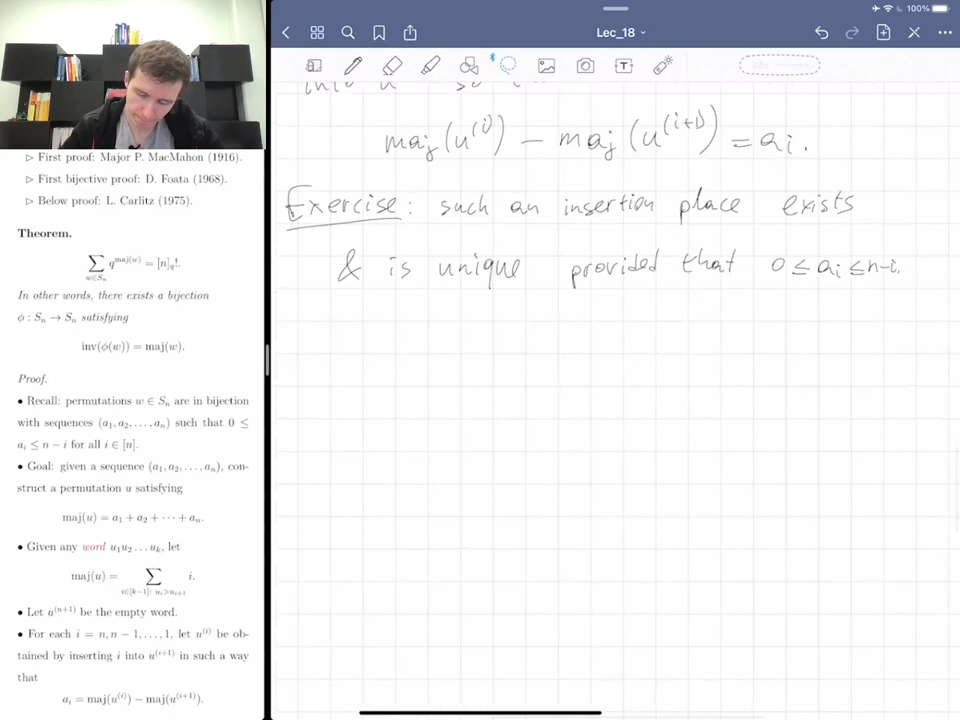 100%
Lec_18
T
▷ First proof: Major P. MacMahon (1916).
▷ First bijective proof: D. Foata (1968).
▷ Below proof: L. Carlitz (1975).
Theorem.
∑_{w∈S_n} q^{maj(w)} = [n]_q!.
In other words, there exists a bijection
ϕ : S_n → S_n satisfying
inv(ϕ(w)) = maj(w).
Proof.
• Recall: permutations w ∈ S_n are in bijection
with sequences (a_1, a_2, . . . , a_n) such that 0 ≤
a_i ≤ n − i for all i ∈ [n].
• Goal: given a sequence (a_1, a_2, . . . , a_n), con-
struct a permutation u satisfying
maj(u) = a_1 + a_2 + · · · + a_n.
• Given any word u_1u_2 . . . u_k, let
maj(u) = ∑_{i∈[k−1]: u_i>u_{i+1}} i.
• Let u^{(n+1)} be the empty word.
• For each i = n, n − 1, . . . , 1, let u^{(i)} be ob-
tained by inserting i into u^{(i+1)} in such a way
that
a_i = maj(u^{(i)}) − maj(u^{(i+1)}).
maj(u^{(i)}) − maj(u^{(i+1)}) = a_i.
Exercise: such an insertion place exists
& is unique provided that 0 ≤ a_i ≤ n-i.